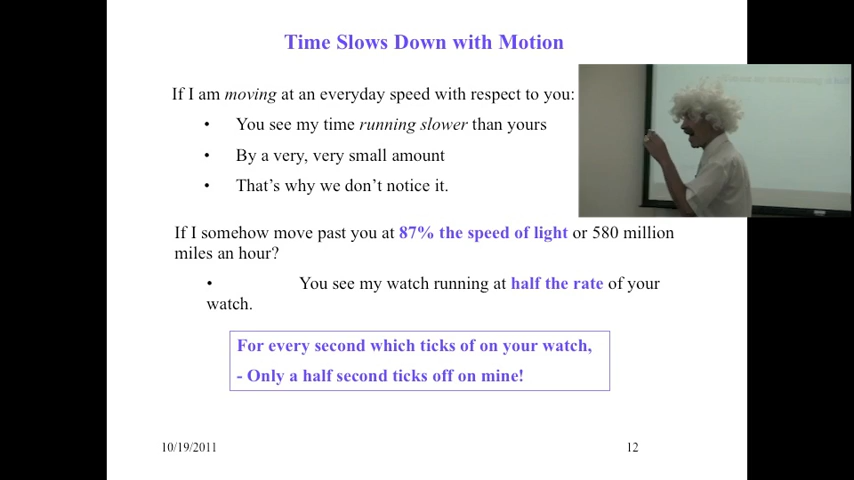 Time Slows Down with Motion
If I am moving at an everyday speed with respect to you:
• You see my time running slower than yours
• By a very, very small amount
• That's why we don't notice it.
If I somehow move past you at 87% the speed of light or 580 million
miles an hour?
• You see my watch running at half the rate of your
watch.
For every second which ticks of on your watch,
- Only a half second ticks off on mine!
10/19/2011
12